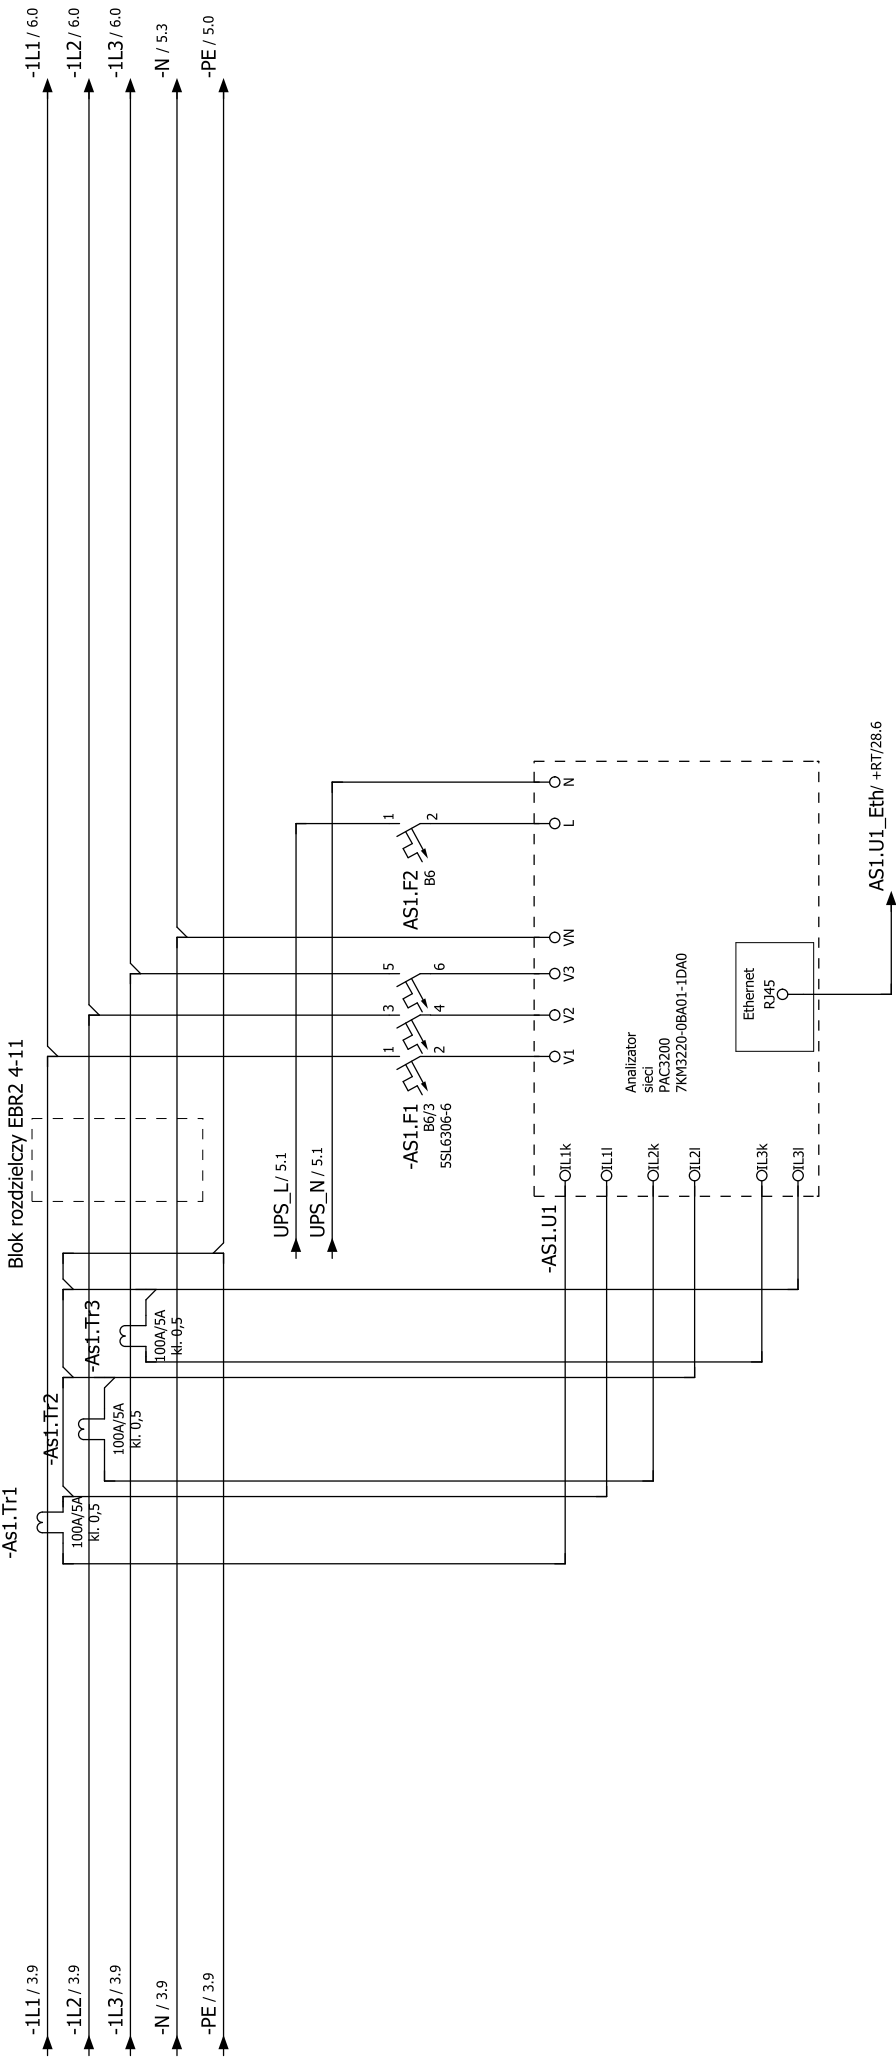 -1L1 / 3.9
-1L2 / 3.9
-1L3 / 3.9
-N / 3.9
-PE / 3.9
-As1.Tr1
100A/5A
kl. 0,5
-As1.Tr2
100A/5A
kl. 0,5
-As1.Tr3
100A/5A
kl. 0,5
Blok rozdzielczy EBR2 4-11
UPS_L/ 5.1
UPS_N/ 5.1
-AS1.F1
B6/3
5SL6306-6
1
2
3
4
5
6
AS1.F2
B6
1
2
-AS1.U1
IL1k
IL1l
IL2k
IL2l
IL3k
IL3l
V1
V2
V3
VN
L
N
Analizator
sieci
PAC3200
7KM3220-0BA01-1DA0
Ethernet
RJ45
AS1.U1_Eth/ +RT/28.6
-1L1 / 6.0
-1L2 / 6.0
-1L3 / 6.0
-N / 5.3
-PE / 5.0